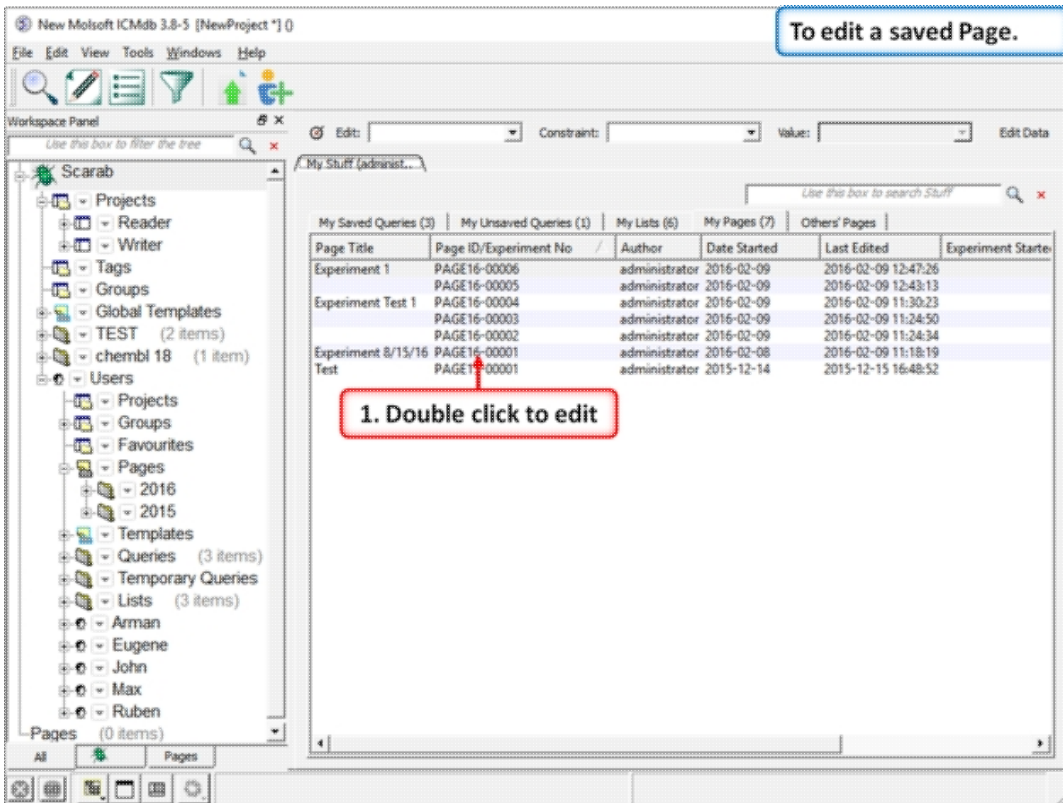 New Molsoft ICMdb 3.8-5 [NewProject *] ()
To edit a saved Page.
File Edit View Tools Windows Help
Workspace Panel
Use this box to filter the tree
Edit: Constraint: Value: Edit Data
My Stuff (administ...
Use this box to search Stuff
My Saved Queries (3) My Unsaved Queries (1) My Lists (6) My Pages (7) Others' Pages
Page Title Page ID/Experiment No Author Date Started Last Edited Experiment Starte
Experiment 1 PAGE16-00006 administrator 2016-02-09 2016-02-09 12:47:26
PAGE16-00005 administrator 2016-02-09 2016-02-09 12:43:13
Experiment Test 1 PAGE16-00004 administrator 2016-02-09 2016-02-09 11:30:23
PAGE16-00003 administrator 2016-02-09 2016-02-09 11:24:50
PAGE16-00002 administrator 2016-02-09 2016-02-09 11:24:34
Experiment 8/15/16 PAGE16-00001 administrator 2016-02-08 2016-02-09 11:18:19
Test PAGE15-00001 administrator 2015-12-14 2015-12-15 16:48:52
1. Double click to edit
Scarab
Projects
Reader
Writer
Tags
Groups
Global Templates
TEST (2 items)
chembl 18 (1 item)
Users
Projects
Groups
Favourites
Pages
2016
2015
Templates
Queries (3 items)
Temporary Queries
Lists (3 items)
Arman
Eugene
John
Max
Ruben
Pages (0 items)
All Pages